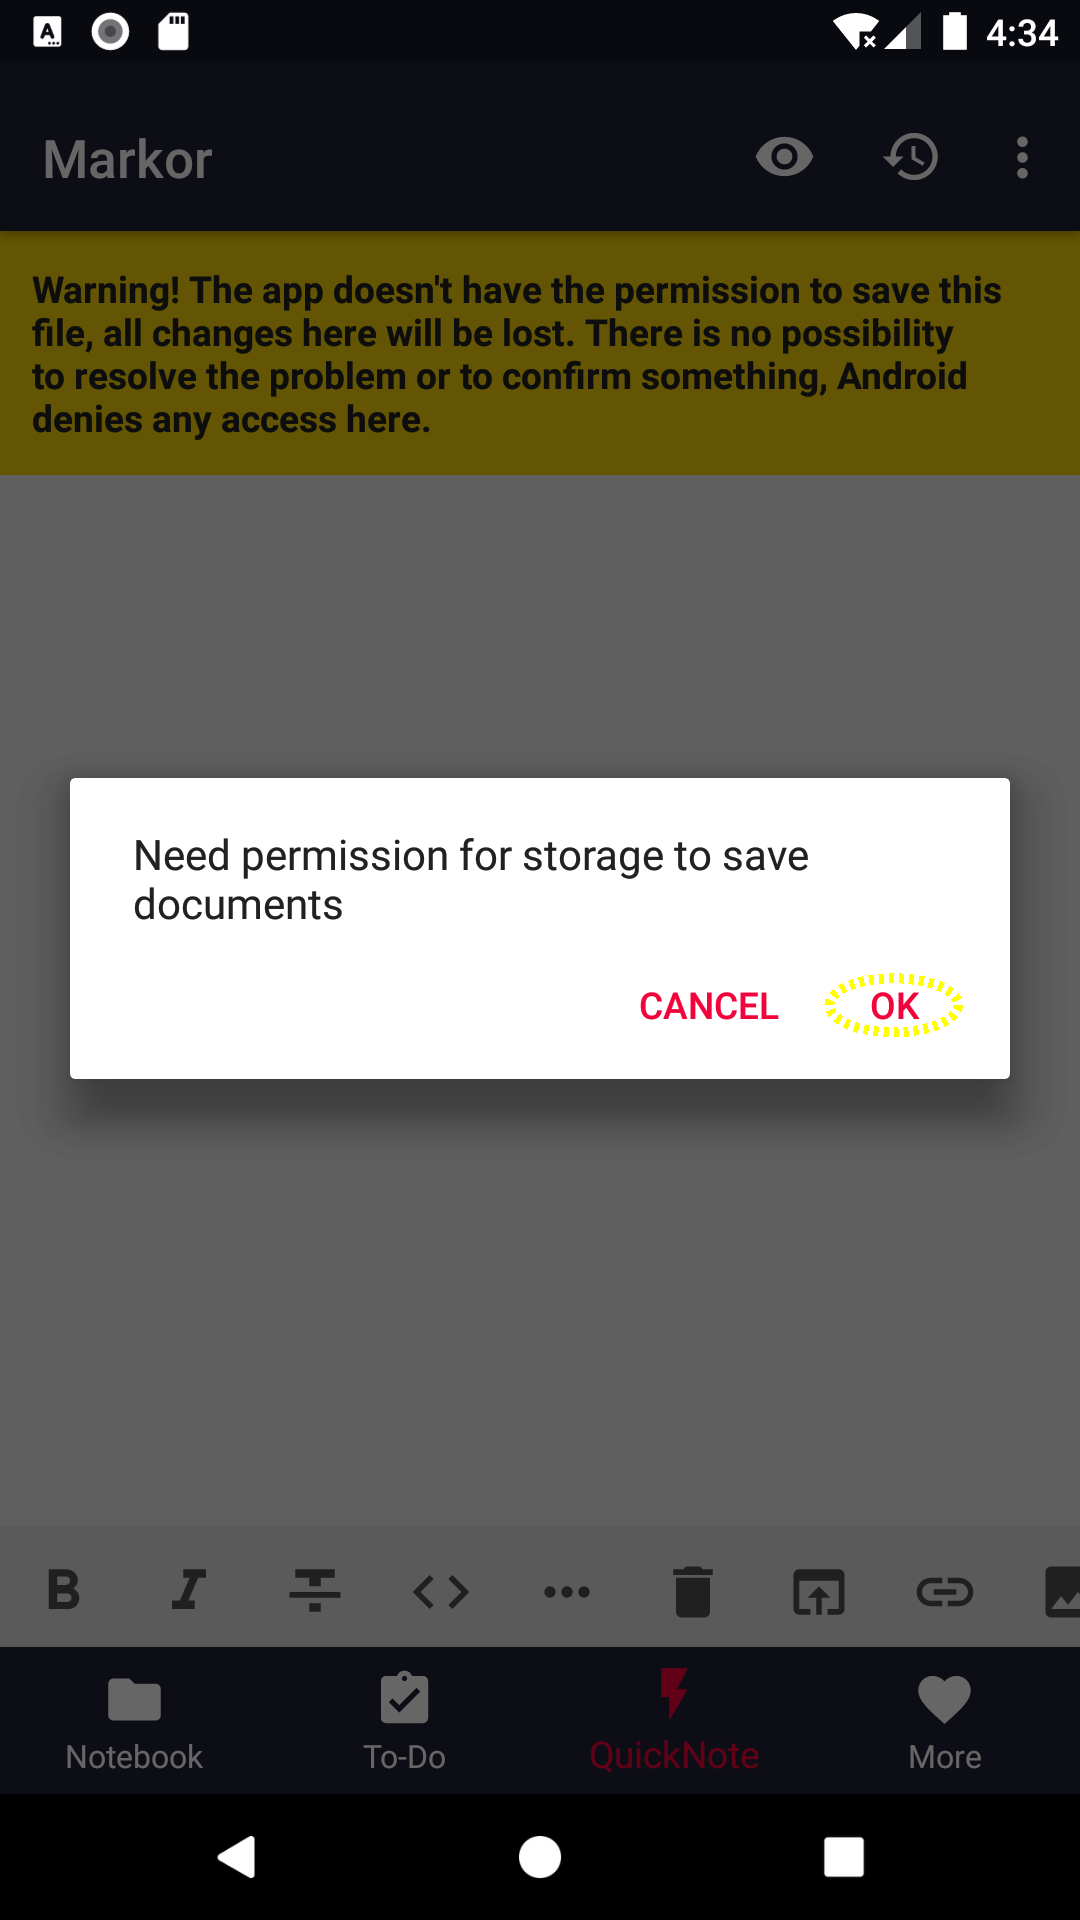 4:34
Markor
Warning! The app doesn't have the permission to save this
file, all changes here will be lost. There is no possibility
to resolve the problem or to confirm something, Android
denies any access here.
Need permission for storage to save
documents
CANCEL OK
Notebook To-Do QuickNote More